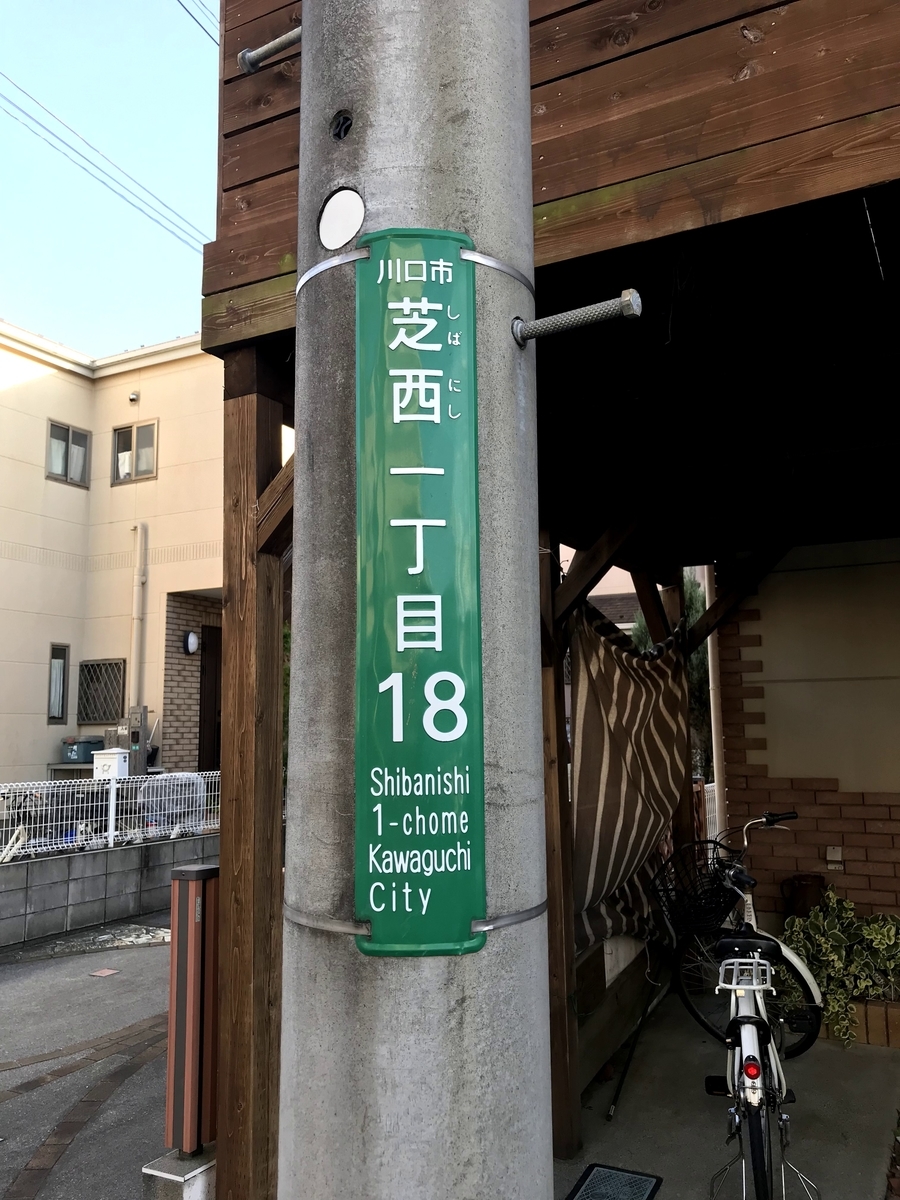 川口市
芝西一丁目
しばにし
18
Shibanishi
1-chome
Kawaguchi
City